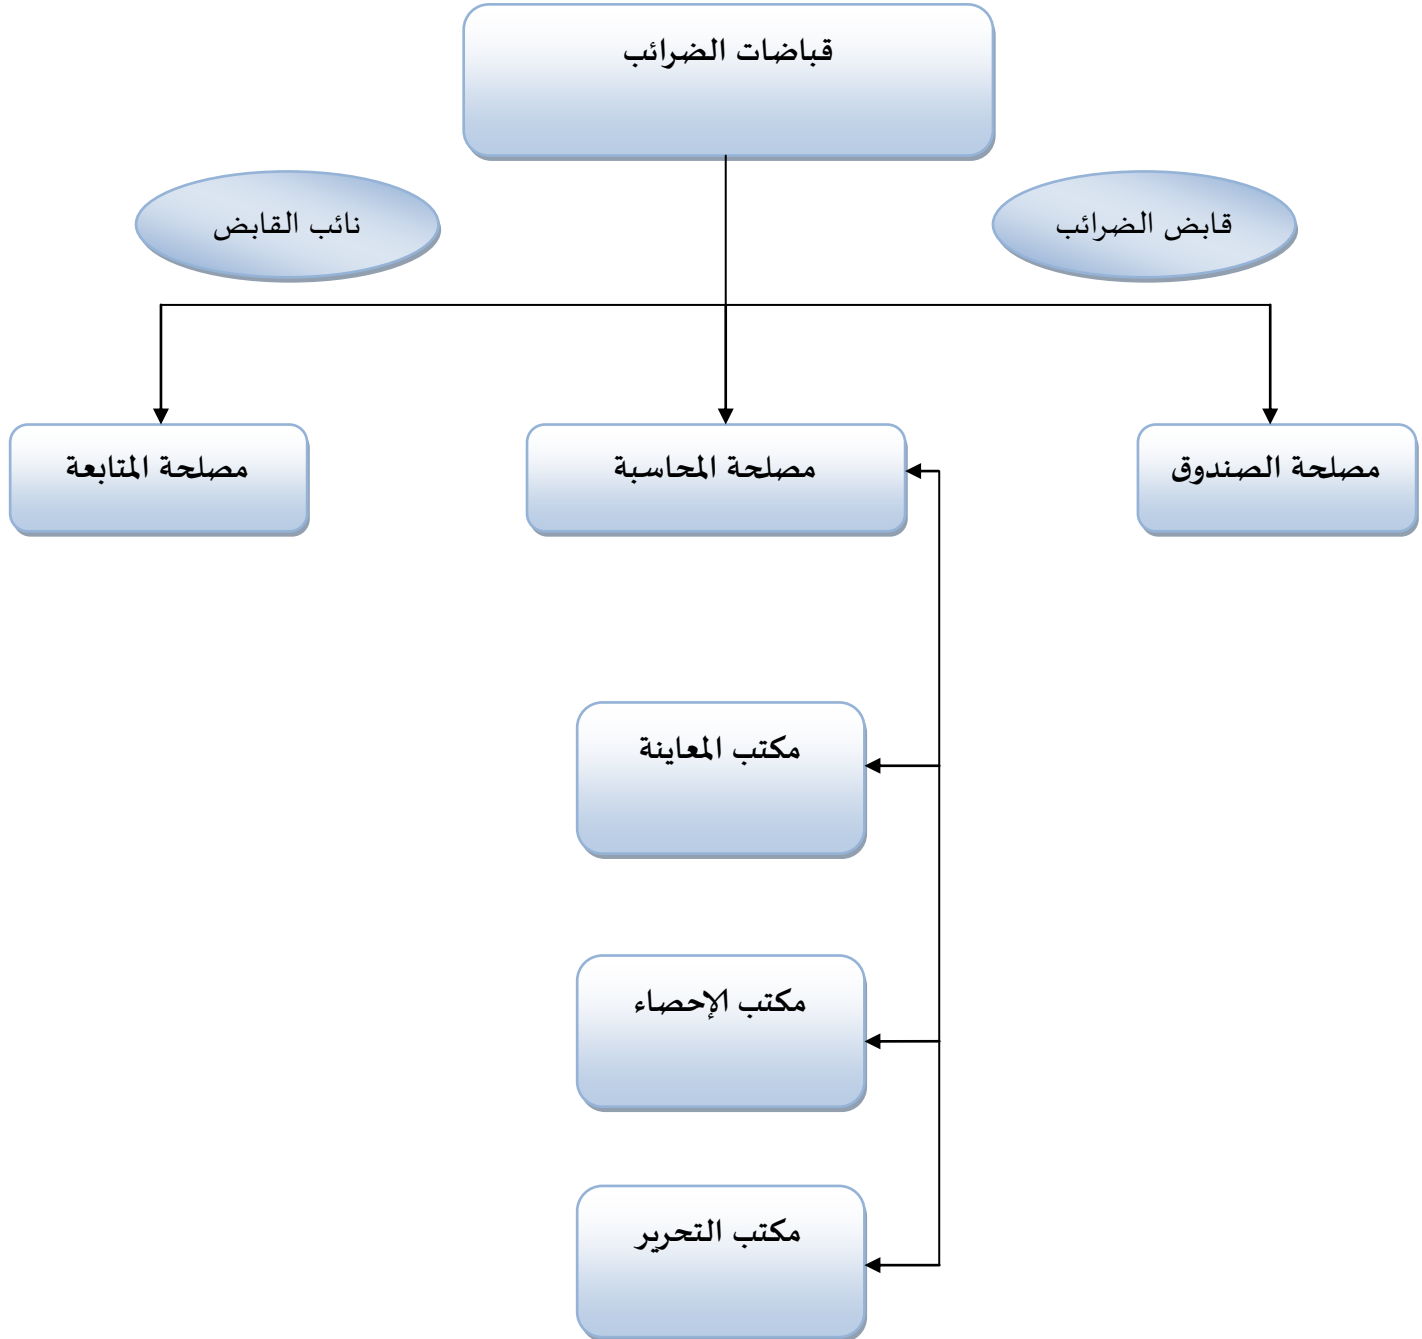 قباضات الضرائب
قابض الضرائب
نائب القابض
مصلحة الصندوق
مصلحة المحاسبة
مصلحة المتابعة
مكتب المعاينة
مكتب الإحصاء
مكتب التحرير